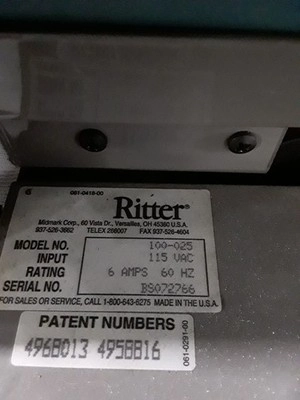 061-0419-00
Ritter®
Midmark Corp., 60 Vista Dr., Versailles, OH 45380 U.S.A.
937-526-3662 TELEX 288007 FAX 937-526-4604
MODEL NO. 100-025
INPUT 115 VAC
RATING 6 AMPS 60 HZ
SERIAL NO. BS072766
FOR SALES OR SERVICE, CALL 1-800-643-6275 MADE IN THE U.S.A.
PATENT NUMBERS
4968013 4958816
061-0291-00